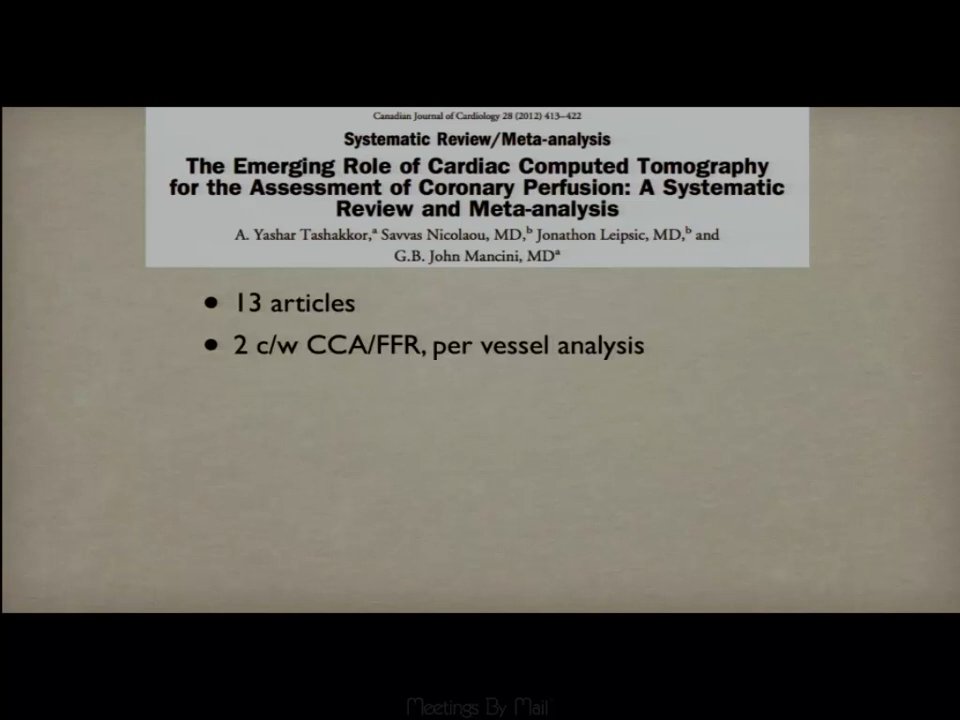 Canadian Journal of Cardiology 28 (2012) 413–422
Systematic Review/Meta-analysis
The Emerging Role of Cardiac Computed Tomography
for the Assessment of Coronary Perfusion: A Systematic
Review and Meta-analysis
A. Yashar Tashakkor,ª Savvas Nicolaou, MD,ᵇ Jonathon Leipsic, MD,ᵇ and
G.B. John Mancini, MDª
• 13 articles
• 2 c/w CCA/FFR, per vessel analysis
Meetings By Mail